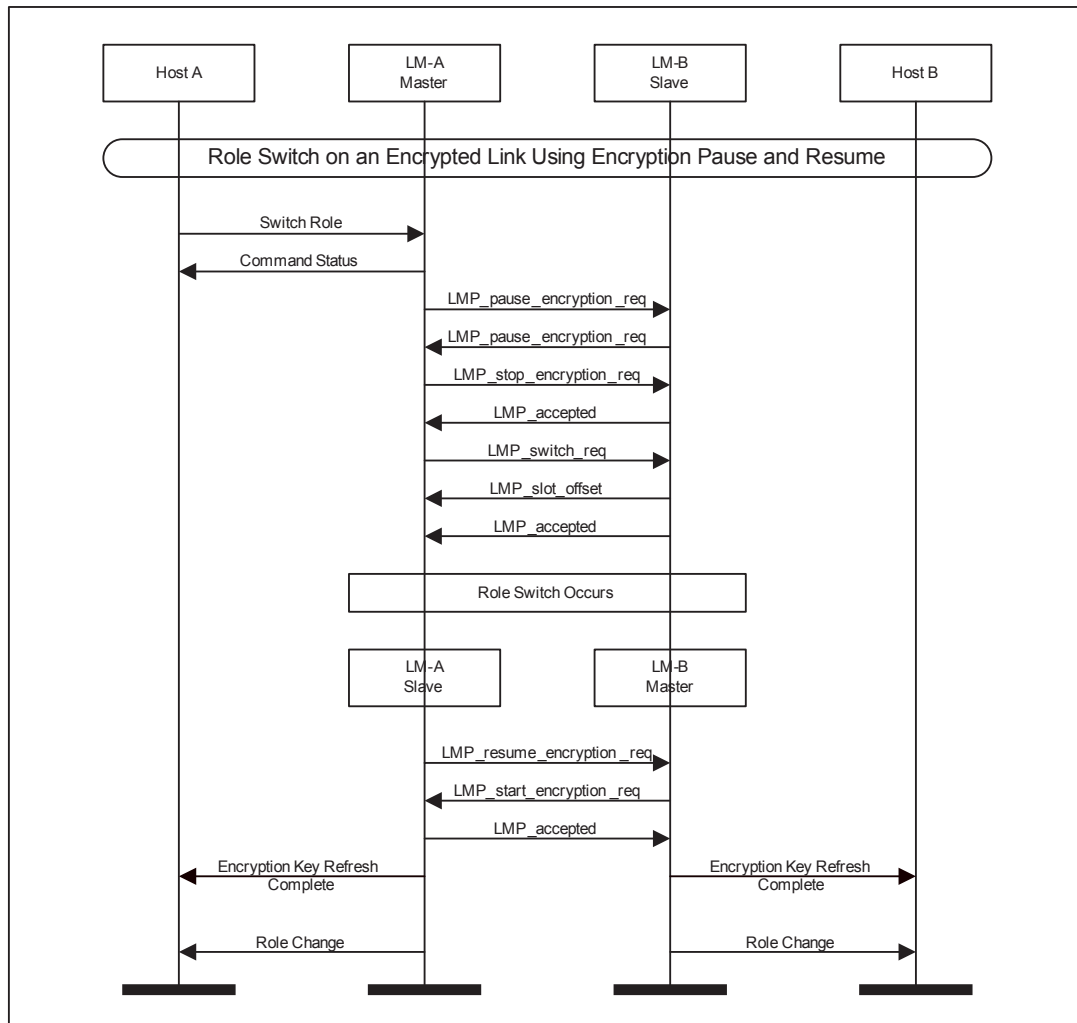 Host A
LM-A
Master
LM-B
Slave
Host B
Role Switch on an Encrypted Link Using Encryption Pause and Resume
Switch Role
Command Status
LMP_pause_encryption_req
LMP_pause_encryption_req
LMP_stop_encryption_req
LMP_accepted
LMP_switch_req
LMP_slot_offset
LMP_accepted
Role Switch Occurs
LM-A
Slave
LM-B
Master
LMP_resume_encryption_req
LMP_start_encryption_req
LMP_accepted
Encryption Key Refresh
Complete
Encryption Key Refresh
Complete
Role Change
Role Change